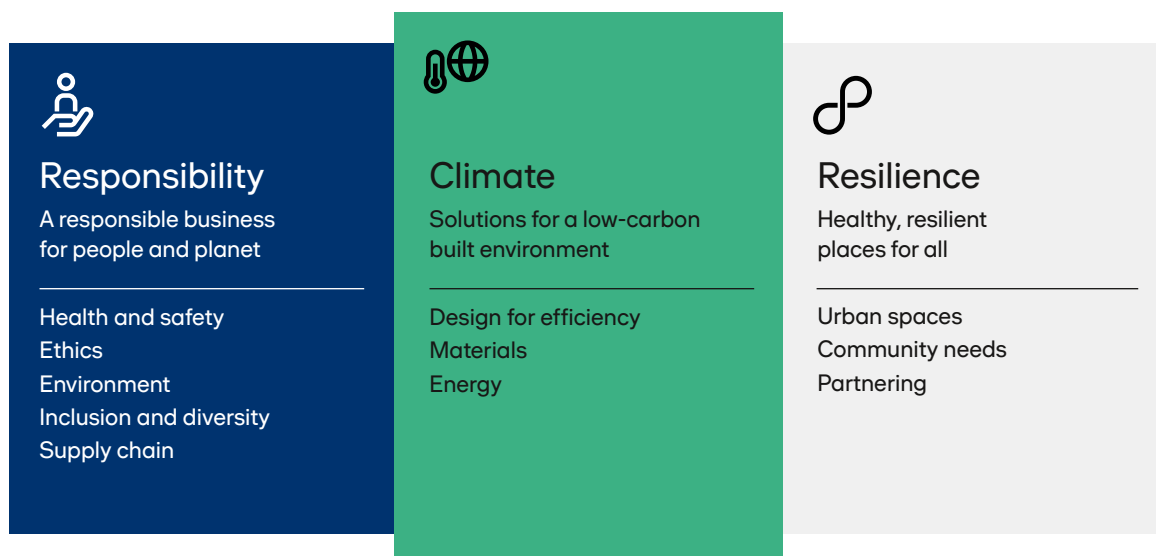 Responsibility
A responsible business
for people and planet
Health and safety
Ethics
Environment
Inclusion and diversity
Supply chain
Climate
Solutions for a low-carbon
built environment
Design for efficiency
Materials
Energy
Resilience
Healthy, resilient
places for all
Urban spaces
Community needs
Partnering